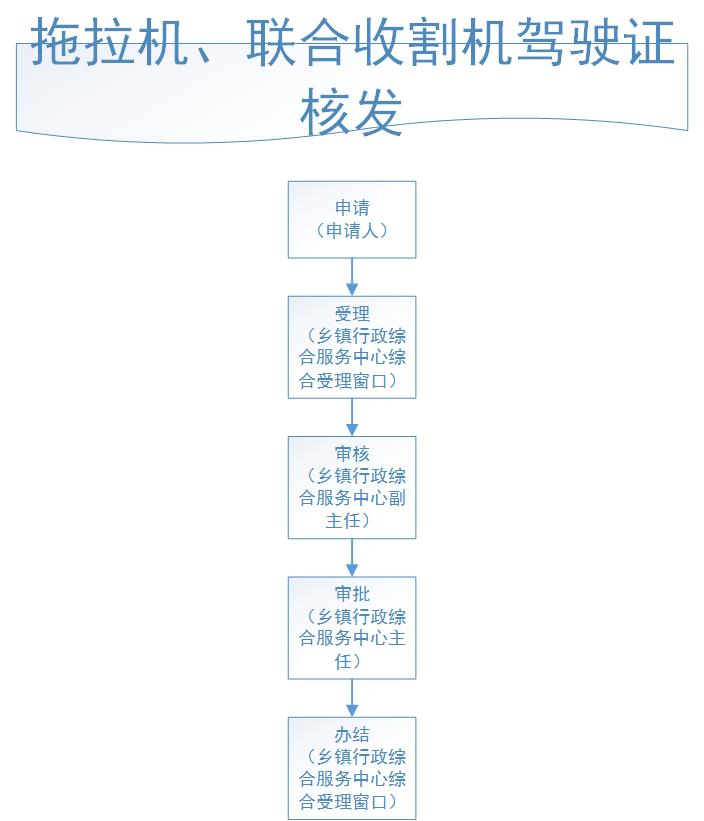 拖拉机、联合收割机驾驶证
核发
申请
（申请人）
受理
（乡镇行政综
合服务中心综
合受理窗口）
审核
（乡镇行政综
合服务中心副
主任）
审批
（乡镇行政综
合服务中心主
任）
办结
（乡镇行政综
合服务中心综
合受理窗口）